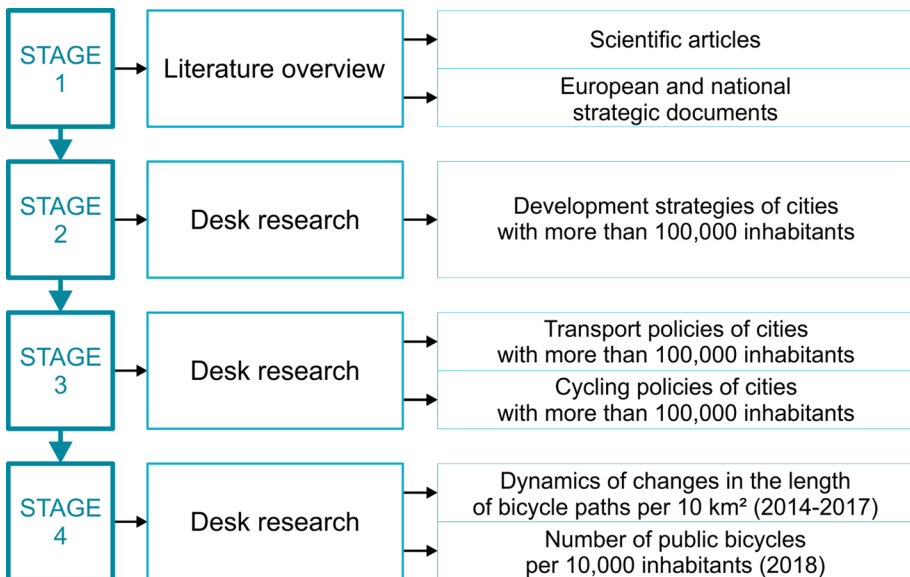 STAGE
1
Literature overview
Scientific articles
European and national
strategic documents
STAGE
2
Desk research
Development strategies of cities
with more than 100,000 inhabitants
STAGE
3
Desk research
Transport policies of cities
with more than 100,000 inhabitants
Cycling policies of cities
with more than 100,000 inhabitants
STAGE
4
Desk research
Dynamics of changes in the length
of bicycle paths per 10 km² (2014-2017)
Number of public bicycles
per 10,000 inhabitants (2018)